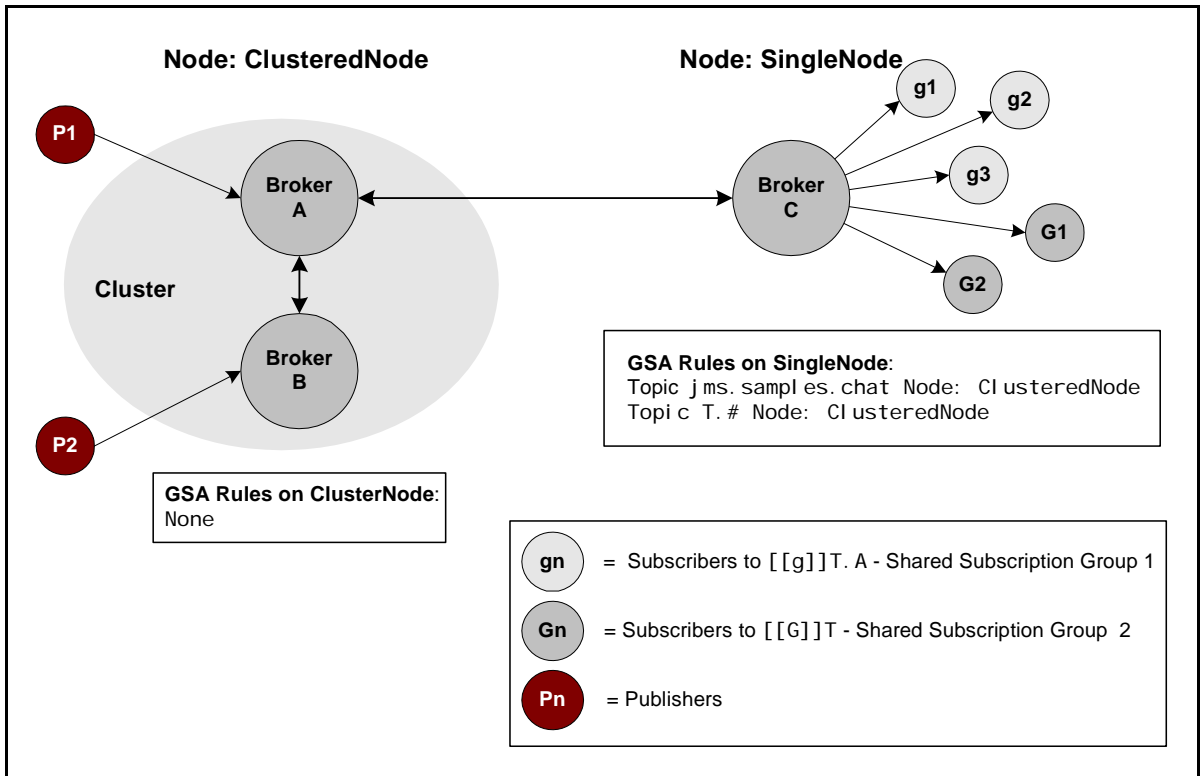 Node: ClusteredNode
Node: SingleNode
P1
Broker
A
Cluster
Broker
B
P2
Broker
C
g1
g2
g3
G1
G2
GSA Rules on SingleNode:
Topic jms.samples.chat Node: ClusteredNode
Topic T.# Node: ClusteredNode
GSA Rules on ClusterNode:
None
gn = Subscribers to [[g]]T.A - Shared Subscription Group 1
Gn = Subscribers to [[G]]T - Shared Subscription Group 2
Pn = Publishers